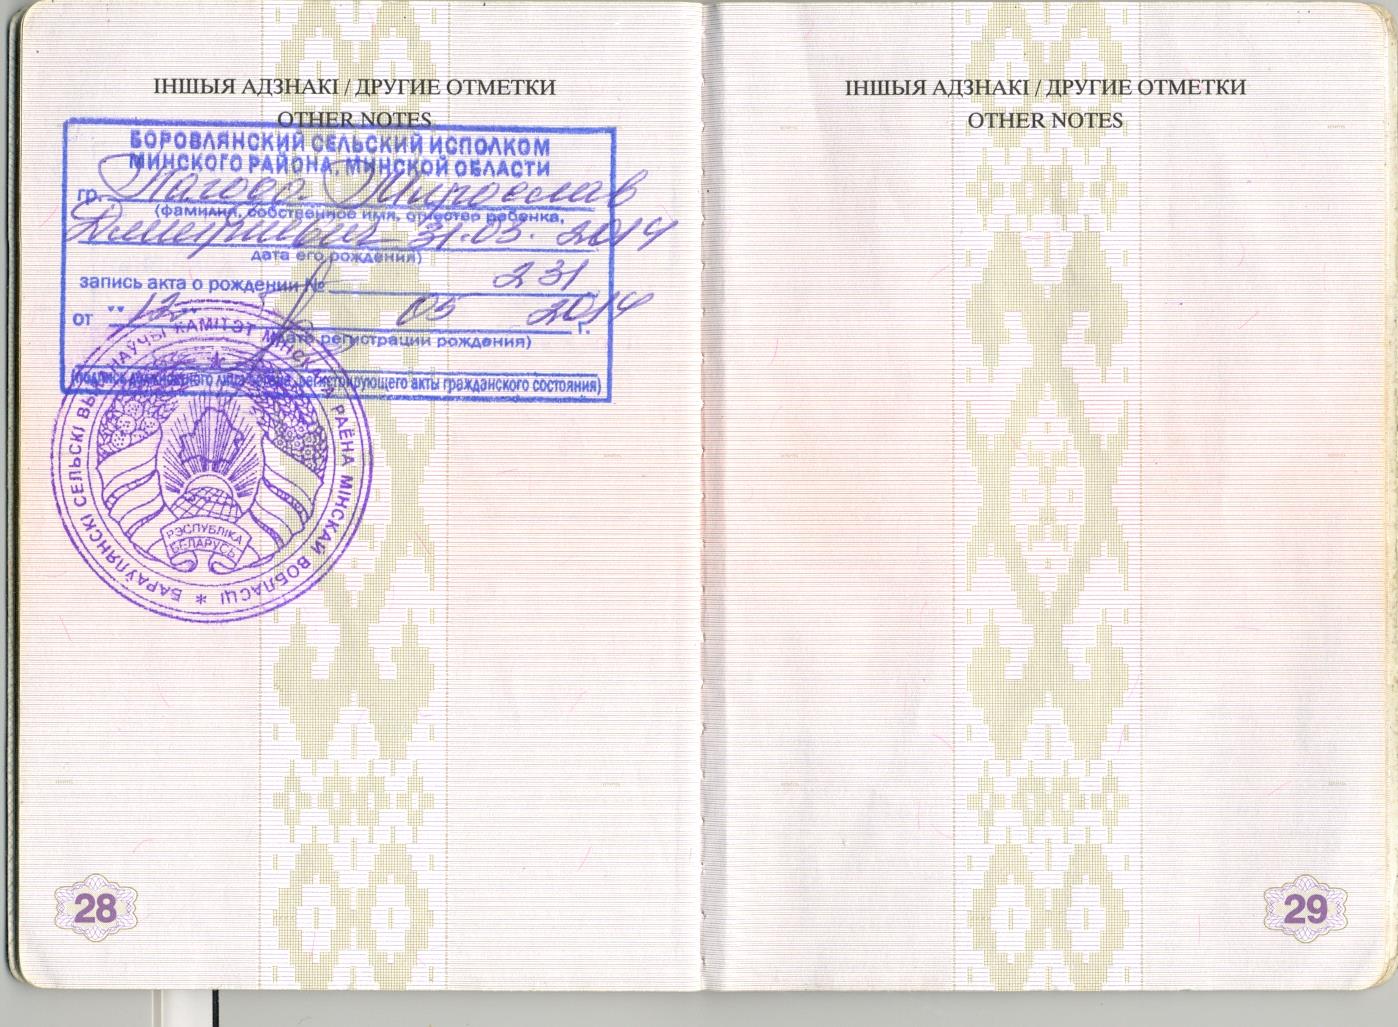 ІНШЫЯ АДЗНАКІ / ДРУГИЕ ОТМЕТКИ
OTHER NOTES
БОРОВЛЯНСКИЙ СЕЛЬСКИЙ ИСПОЛКОМ
МИНСКОГО РАЙОНА, МИНСКОЙ ОБЛАСТИ
гр. Мирослав
(фамилия, собственное имя, отчество ребенка,
Дмитриевич 31.03. 2014
дата его рождения)
запись акта о рождении № 231
от "12" 05 2014 г.
(дата регистрации рождения)
(подпись должностного лица органа, регистрирующего акты гражданского состояния)
БАРАЎЛЯНСКІ СЕЛЬСКІ ВЫКАНАЎЧЫ КАМІТЭТ МІНСКАГА РАЁНА МІНСКАЙ ВОБЛАСЦІ *
РЭСПУБЛІКА
БЕЛАРУСЬ
28
ІНШЫЯ АДЗНАКІ / ДРУГИЕ ОТМЕТКИ
OTHER NOTES
29